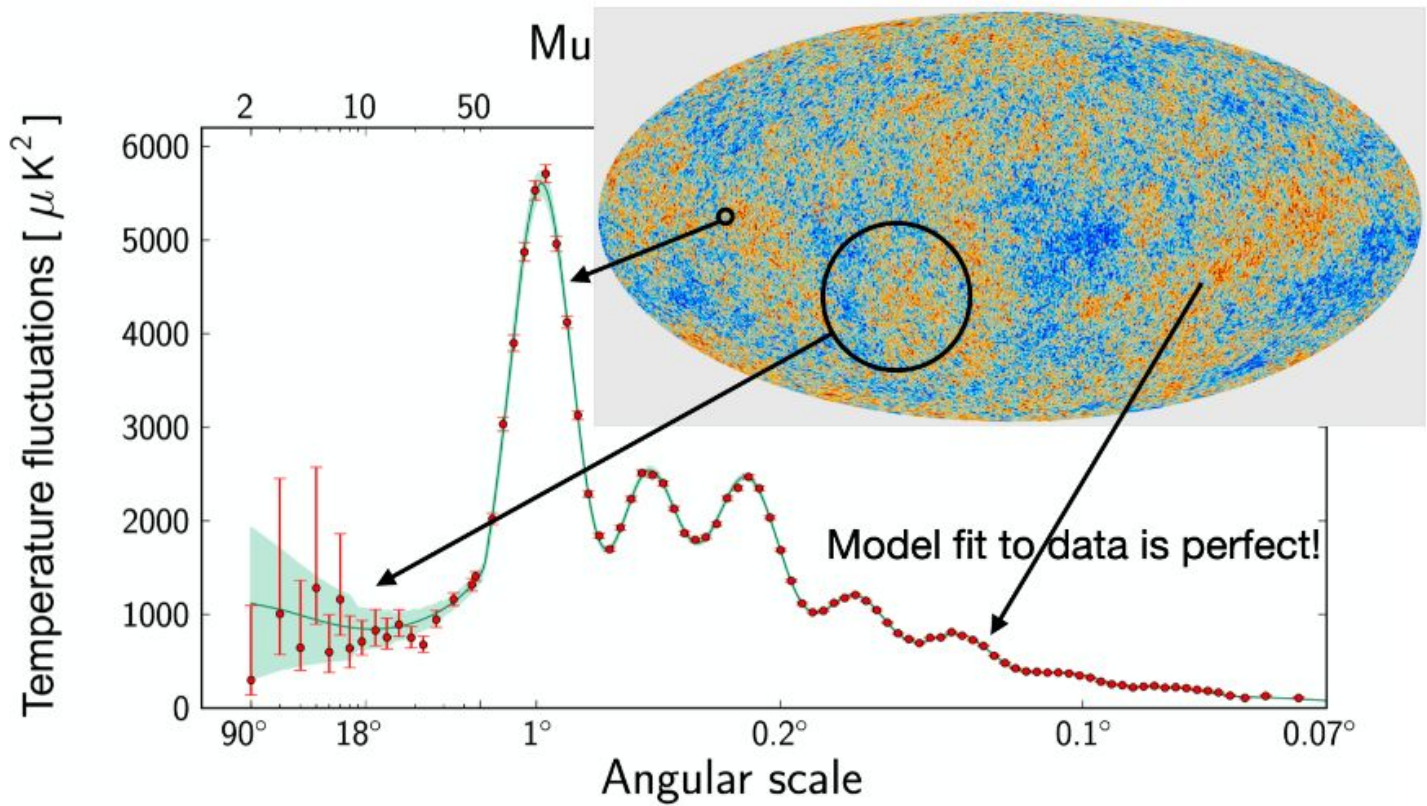 Mu
2 10 50
Temperature fluctuations [ μ K² ]
6000
5000
4000
3000
2000
1000
0
Model fit to data is perfect!
90° 18° 1° 0.2° 0.1° 0.07°
Angular scale